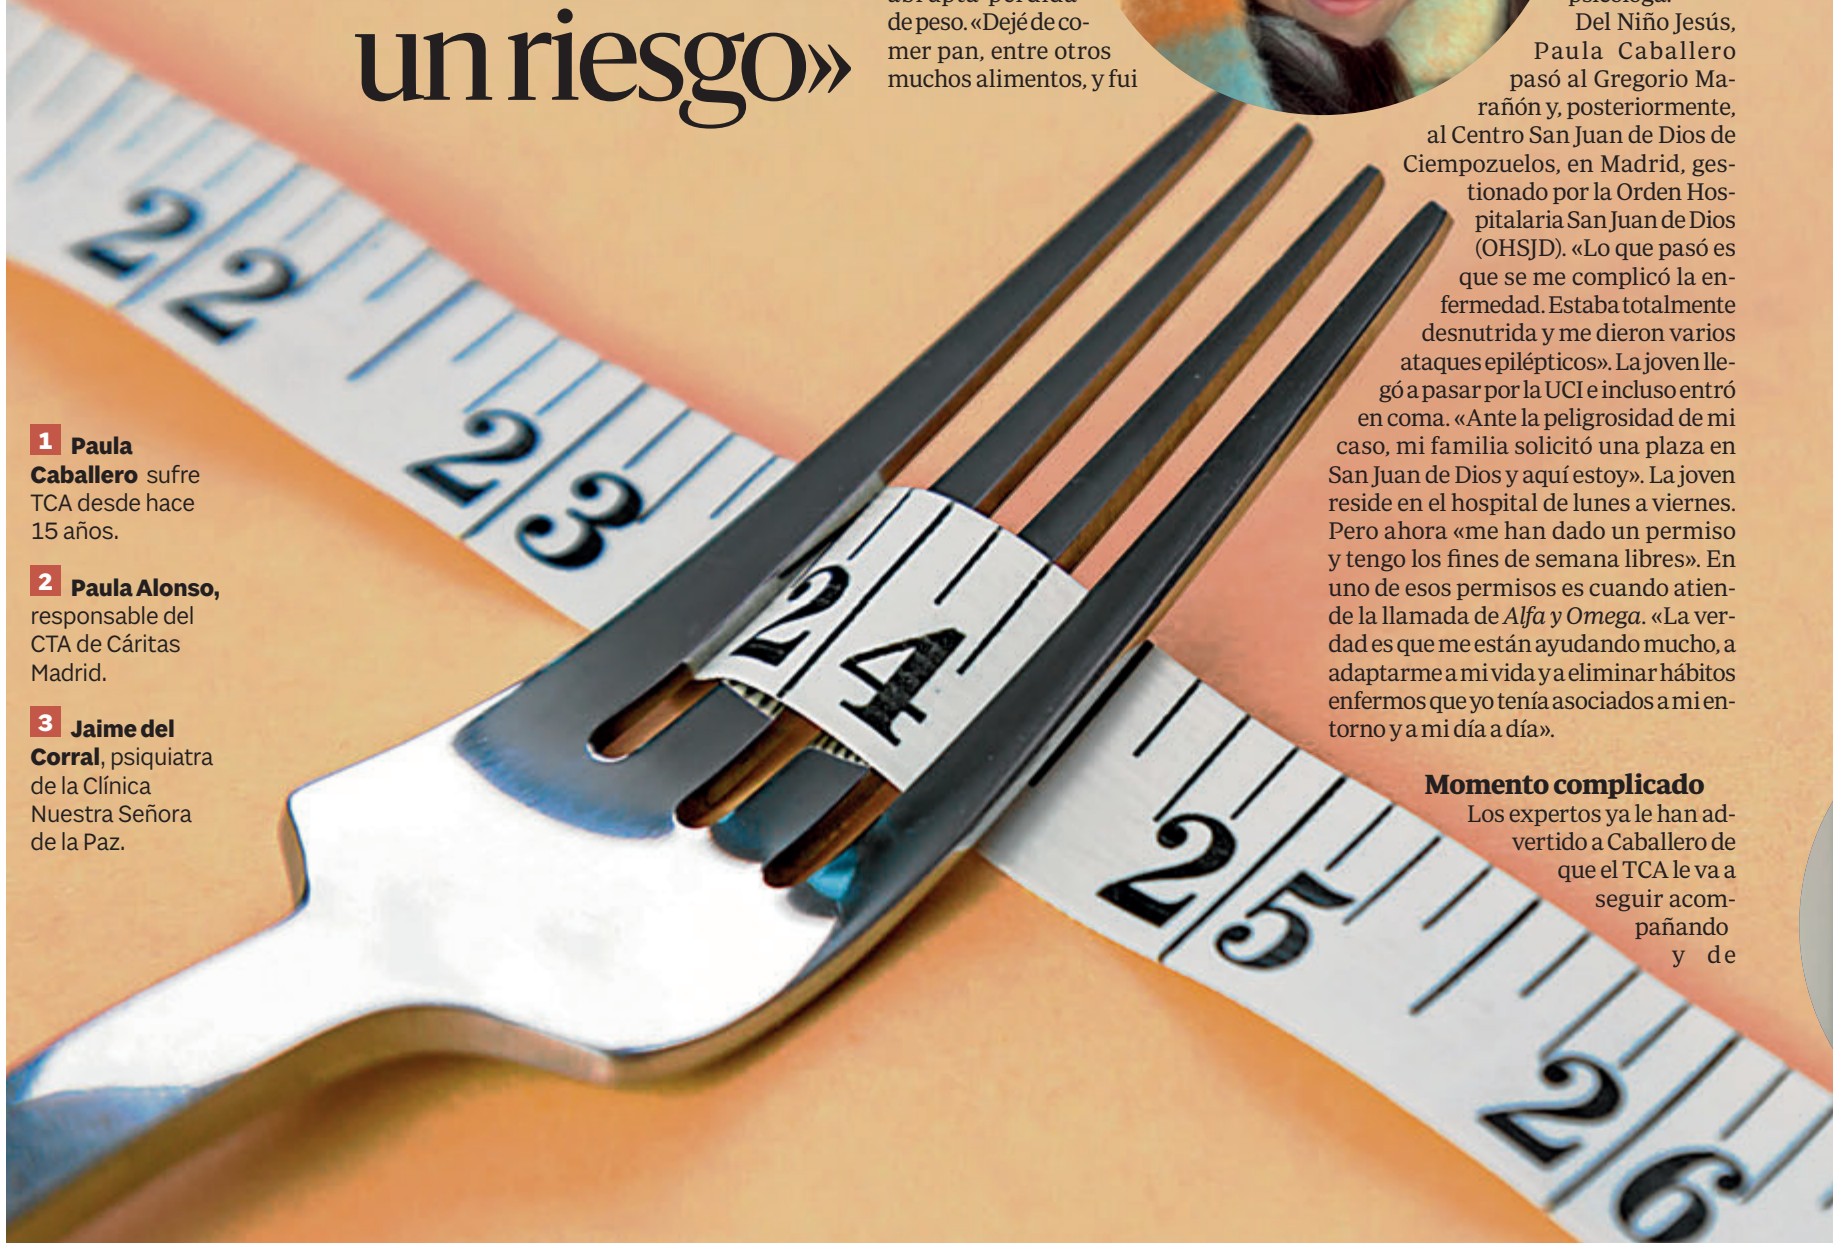 un riesgo»
abrupta pérdida
de peso. «Dejé de co-
mer pan, entre otros
muchos alimentos, y fui
psicóloga.
Del Niño Jesús,
Paula Caballero
pasó al Gregorio Ma-
rañón y, posteriormente,
al Centro San Juan de Dios de
Ciempozuelos, en Madrid, ges-
tionado por la Orden Hos-
pitalaria San Juan de Dios
(OHSJD). «Lo que pasó es
que se me complicó la en-
fermedad. Estaba totalmente
desnutrida y me dieron varios
ataques epilépticos». La joven lle-
gó a pasar por la UCI e incluso entró
en coma. «Ante la peligrosidad de mi
caso, mi familia solicitó una plaza en
San Juan de Dios y aquí estoy». La joven
reside en el hospital de lunes a viernes.
Pero ahora «me han dado un permiso
y tengo los fines de semana libres». En
uno de esos permisos es cuando atien-
de la llamada de Alfa y Omega. «La ver-
dad es que me están ayudando mucho, a
adaptarme a mi vida y a eliminar hábitos
enfermos que yo tenía asociados a mi en-
torno y a mi día a día».
Momento complicado
Los expertos ya le han ad-
vertido a Caballero de
que el TCA le va a
seguir acom-
pañando
y de
1 Paula
Caballero sufre
TCA desde hace
15 años.
2 Paula Alonso,
responsable del
CTA de Cáritas
Madrid.
3 Jaime del
Corral, psiquiatra
de la Clínica
Nuestra Señora
de la Paz.
22
23
24
25
26